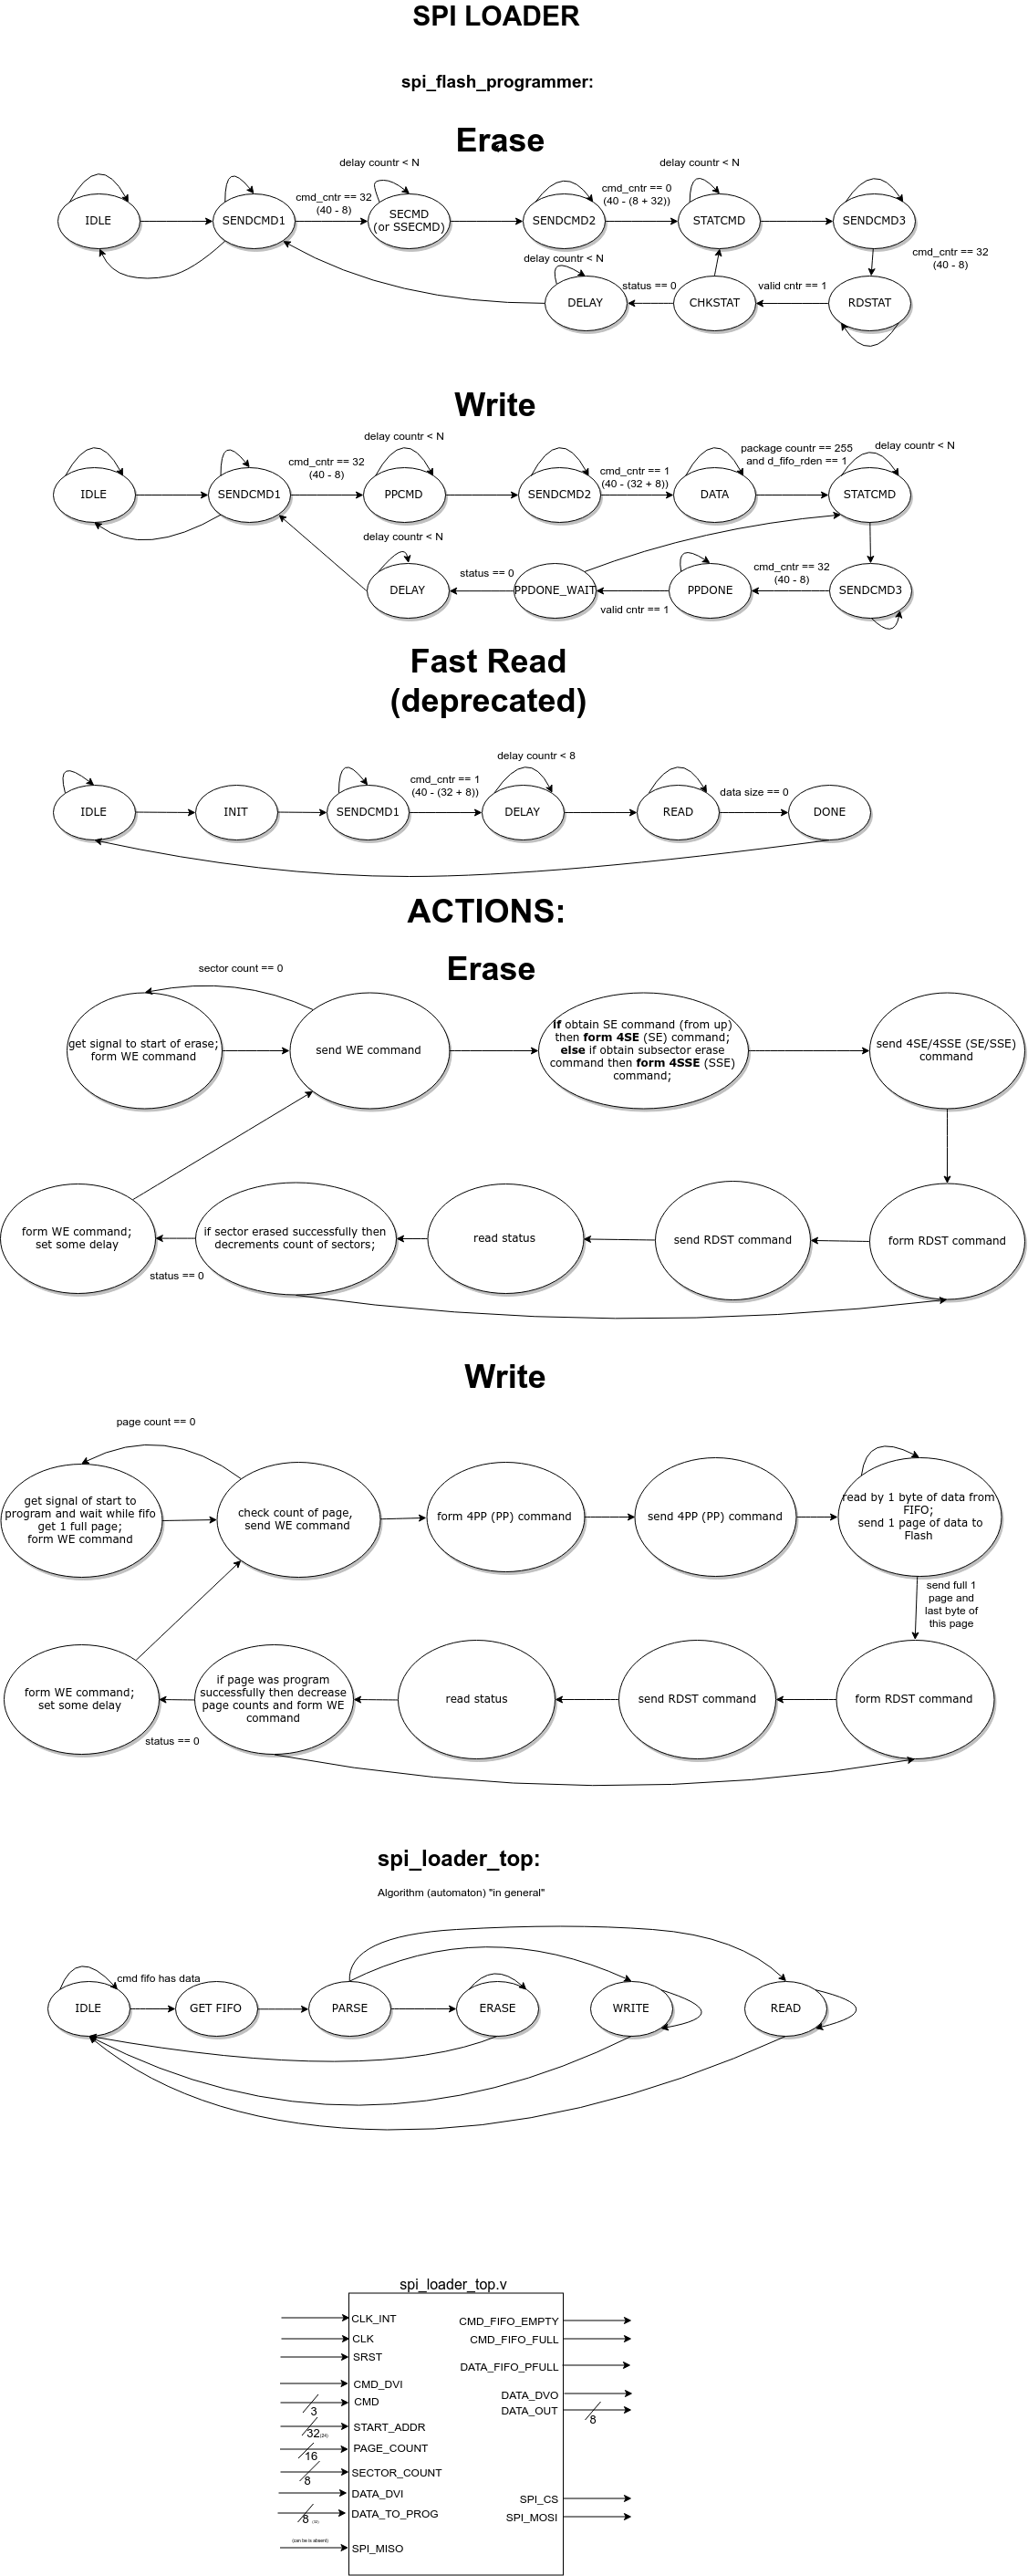 SPI LOADER
spi_flash_programmer:
Erase
delay countr < N
delay countr < N
cmd_cntr == 32
(40 - 8)
cmd_cntr == 0
(40 - (8 + 32))
IDLE
SENDCMD1
SECMD
(or SSECMD)
SENDCMD2
STATCMD
SENDCMD3
delay countr < N
cmd_cntr == 32
(40 - 8)
status == 0
valid cntr == 1
DELAY
CHKSTAT
RDSTAT
Write
delay countr < N
package countr == 255
and d_fifo_rden == 1
delay countr < N
cmd_cntr == 32
(40 - 8)
cmd_cntr == 1
(40 - (32 + 8))
IDLE
SENDCMD1
PPCMD
SENDCMD2
DATA
STATCMD
delay countr < N
status == 0
cmd_cntr == 32
(40 - 8)
DELAY
PPDONE_WAIT
PPDONE
SENDCMD3
valid cntr == 1
Fast Read
(deprecated)
delay countr < 8
cmd_cntr == 1
(40 - (32 + 8))
data size == 0
IDLE
INIT
SENDCMD1
DELAY
READ
DONE
ACTIONS:
Erase
sector count == 0
get signal to start of erase;
form WE command
send WE command
if obtain SE command (from up)
then form 4SE (SE) command;
else if obtain subsector erase
command then form 4SSE (SSE)
command;
send 4SE/4SSE (SE/SSE)
command
form WE command;
set some delay
if sector erased successfully then
decrements count of sectors;
read status
send RDST command
form RDST command
status == 0
Write
page count == 0
get signal of start to
program and wait while fifo
get 1 full page;
form WE command
check count of page,
send WE command
form 4PP (PP) command
send 4PP (PP) command
read by 1 byte of data from
FIFO;
send 1 page of data to
Flash
send full 1
page and
last byte of
this page
form WE command;
set some delay
if page was program
successfully then decrease
page counts and form WE
command
read status
send RDST command
form RDST command
status == 0
spi_loader_top:
Algorithm (automaton) "in general"
cmd fifo has data
IDLE
GET FIFO
PARSE
ERASE
WRITE
READ
spi_loader_top.v
CLK_INT
CLK
SRST
CMD_DVI
CMD
3
START_ADDR
32(24)
PAGE_COUNT
16
SECTOR_COUNT
8
DATA_DVI
DATA_TO_PROG
8
(can be is absent)
SPI_MISO
CMD_FIFO_EMPTY
CMD_FIFO_FULL
DATA_FIFO_PFULL
DATA_DVO
DATA_OUT
8
SPI_CS
SPI_MOSI